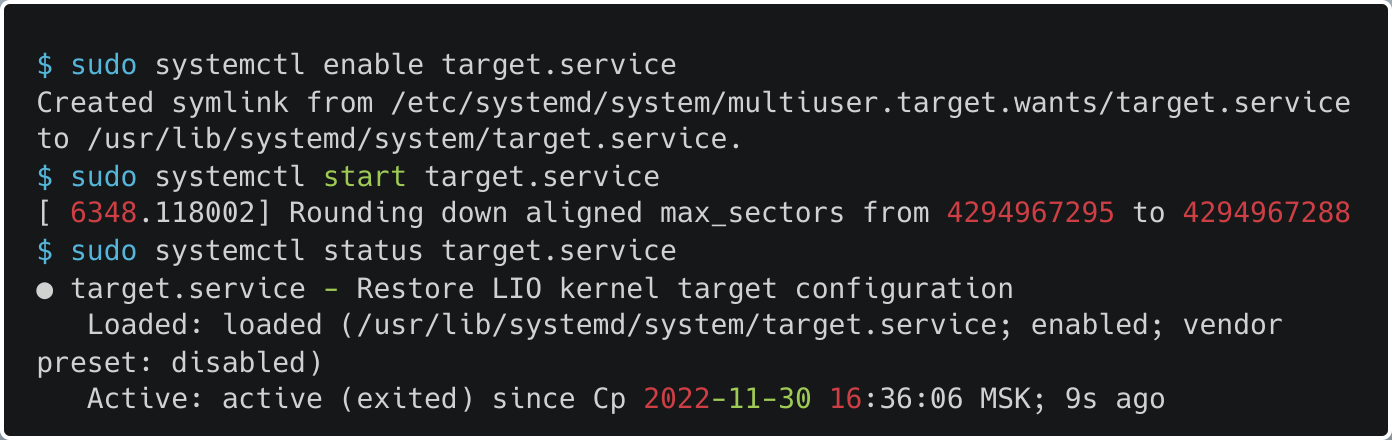 $ sudo systemctl enable target.service
Created symlink from /etc/systemd/system/multiuser.target.wants/target.service
to /usr/lib/systemd/system/target.service.
$ sudo systemctl start target.service
[ 6348.118002] Rounding down aligned max_sectors from 4294967295 to 4294967288
$ sudo systemctl status target.service
● target.service - Restore LIO kernel target configuration
   Loaded: loaded (/usr/lib/systemd/system/target.service; enabled; vendor
preset: disabled)
   Active: active (exited) since Ср 2022-11-30 16:36:06 MSK; 9s ago